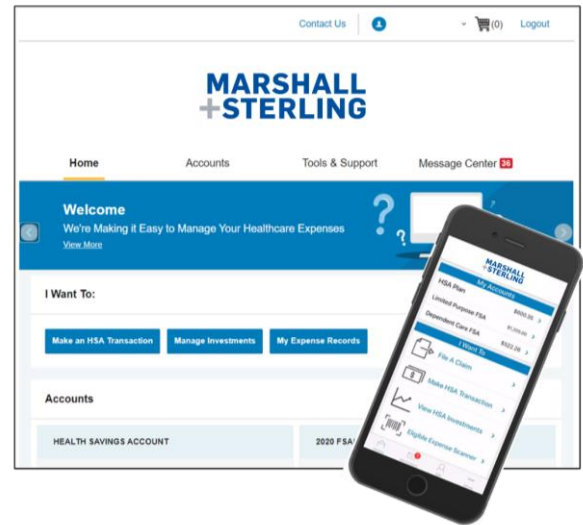 Contact Us
(0)
Logout
MARSHALL
+STERLING
Home
Accounts
Tools & Support
Message Center 36
Welcome
We're Making it Easy to Manage Your Healthcare Expenses
View More
?
?
?
I Want To:
Make an HSA Transaction
Manage Investments
My Expense Records
Accounts
HEALTH SAVINGS ACCOUNT
2020 FSA
MARSHALL
+STERLING
My Accounts
HSA Plan
Limited Purpose FSA
Dependent Care FSA
I Want To
File A Claim
Make HSA Transaction
View HSA Investments
Eligible Expense Scanner